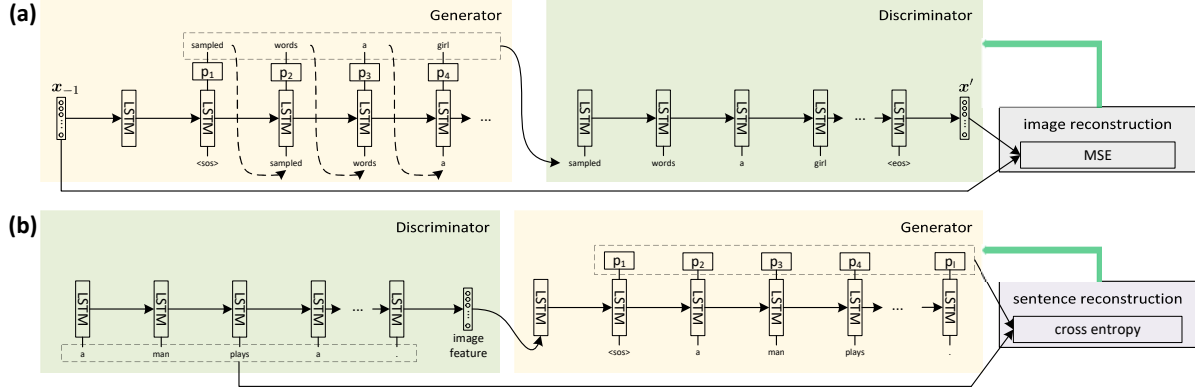 (a)
Generator
Discriminator
sampled words a girl
p1 p2 p3 p4
x−1
x′
LSTM LSTM LSTM LSTM LSTM ...
LSTM LSTM LSTM LSTM ... LSTM
<sos> sampled words a
sampled words a girl <eos>
image reconstruction
MSE
(b)
Discriminator
Generator
p1 p2 p3 p4 pl
LSTM LSTM LSTM LSTM ... LSTM
image
feature
LSTM LSTM LSTM LSTM LSTM ... LSTM
a man plays a .
<sos> a man plays .
sentence reconstruction
cross entropy